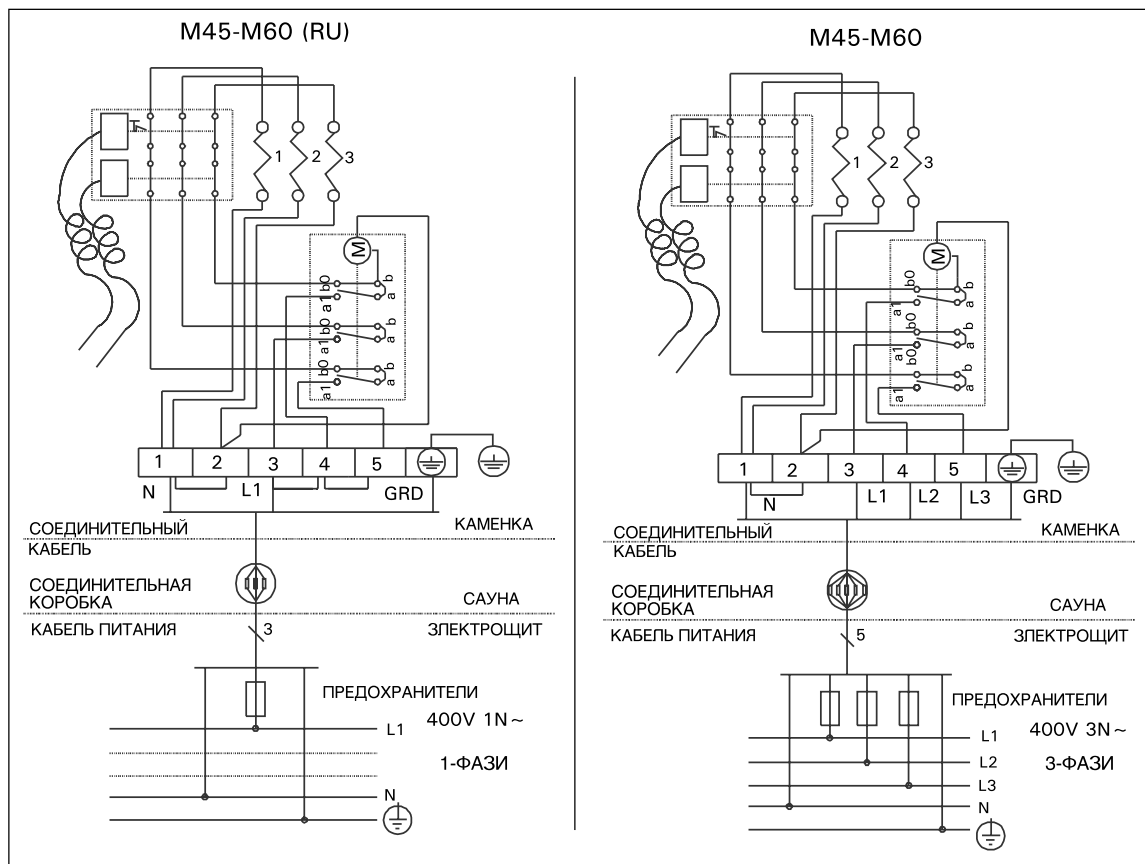 M45-M60 (RU)
1
2
3
M
b0
b
a1
a
b0
b
a1
a
b0
b
a1
a
1
2
3
4
5
N
L1
GRD
СОЕДИНИТЕЛЬНЫЙ
КАБЕЛЬ
КАМЕНКА
СОЕДИНИТЕЛЬНАЯ
КОРОБКА
САУНА
КАБЕЛЬ ПИТАНИЯ
3
ЗЛЕКТРОЩИТ
ПРЕДОХРАНИТЕЛИ
400V 1N~
L1
1-ФАЗИ
N
M45-M60
1
2
3
M
b0
b
a1
a
b0
b
a1
a
b0
b
a1
a
1
2
3
4
5
N
L1
L2
L3
GRD
СОЕДИНИТЕЛЬНЫЙ
КАБЕЛЬ
КАМЕНКА
СОЕДИНИТЕЛЬНАЯ
КОРОБКА
САУНА
КАБЕЛЬ ПИТАНИЯ
5
ЗЛЕКТРОЩИТ
ПРЕДОХРАНИТЕЛИ
400V 3N~
L1
L2
3-ФАЗИ
L3
N